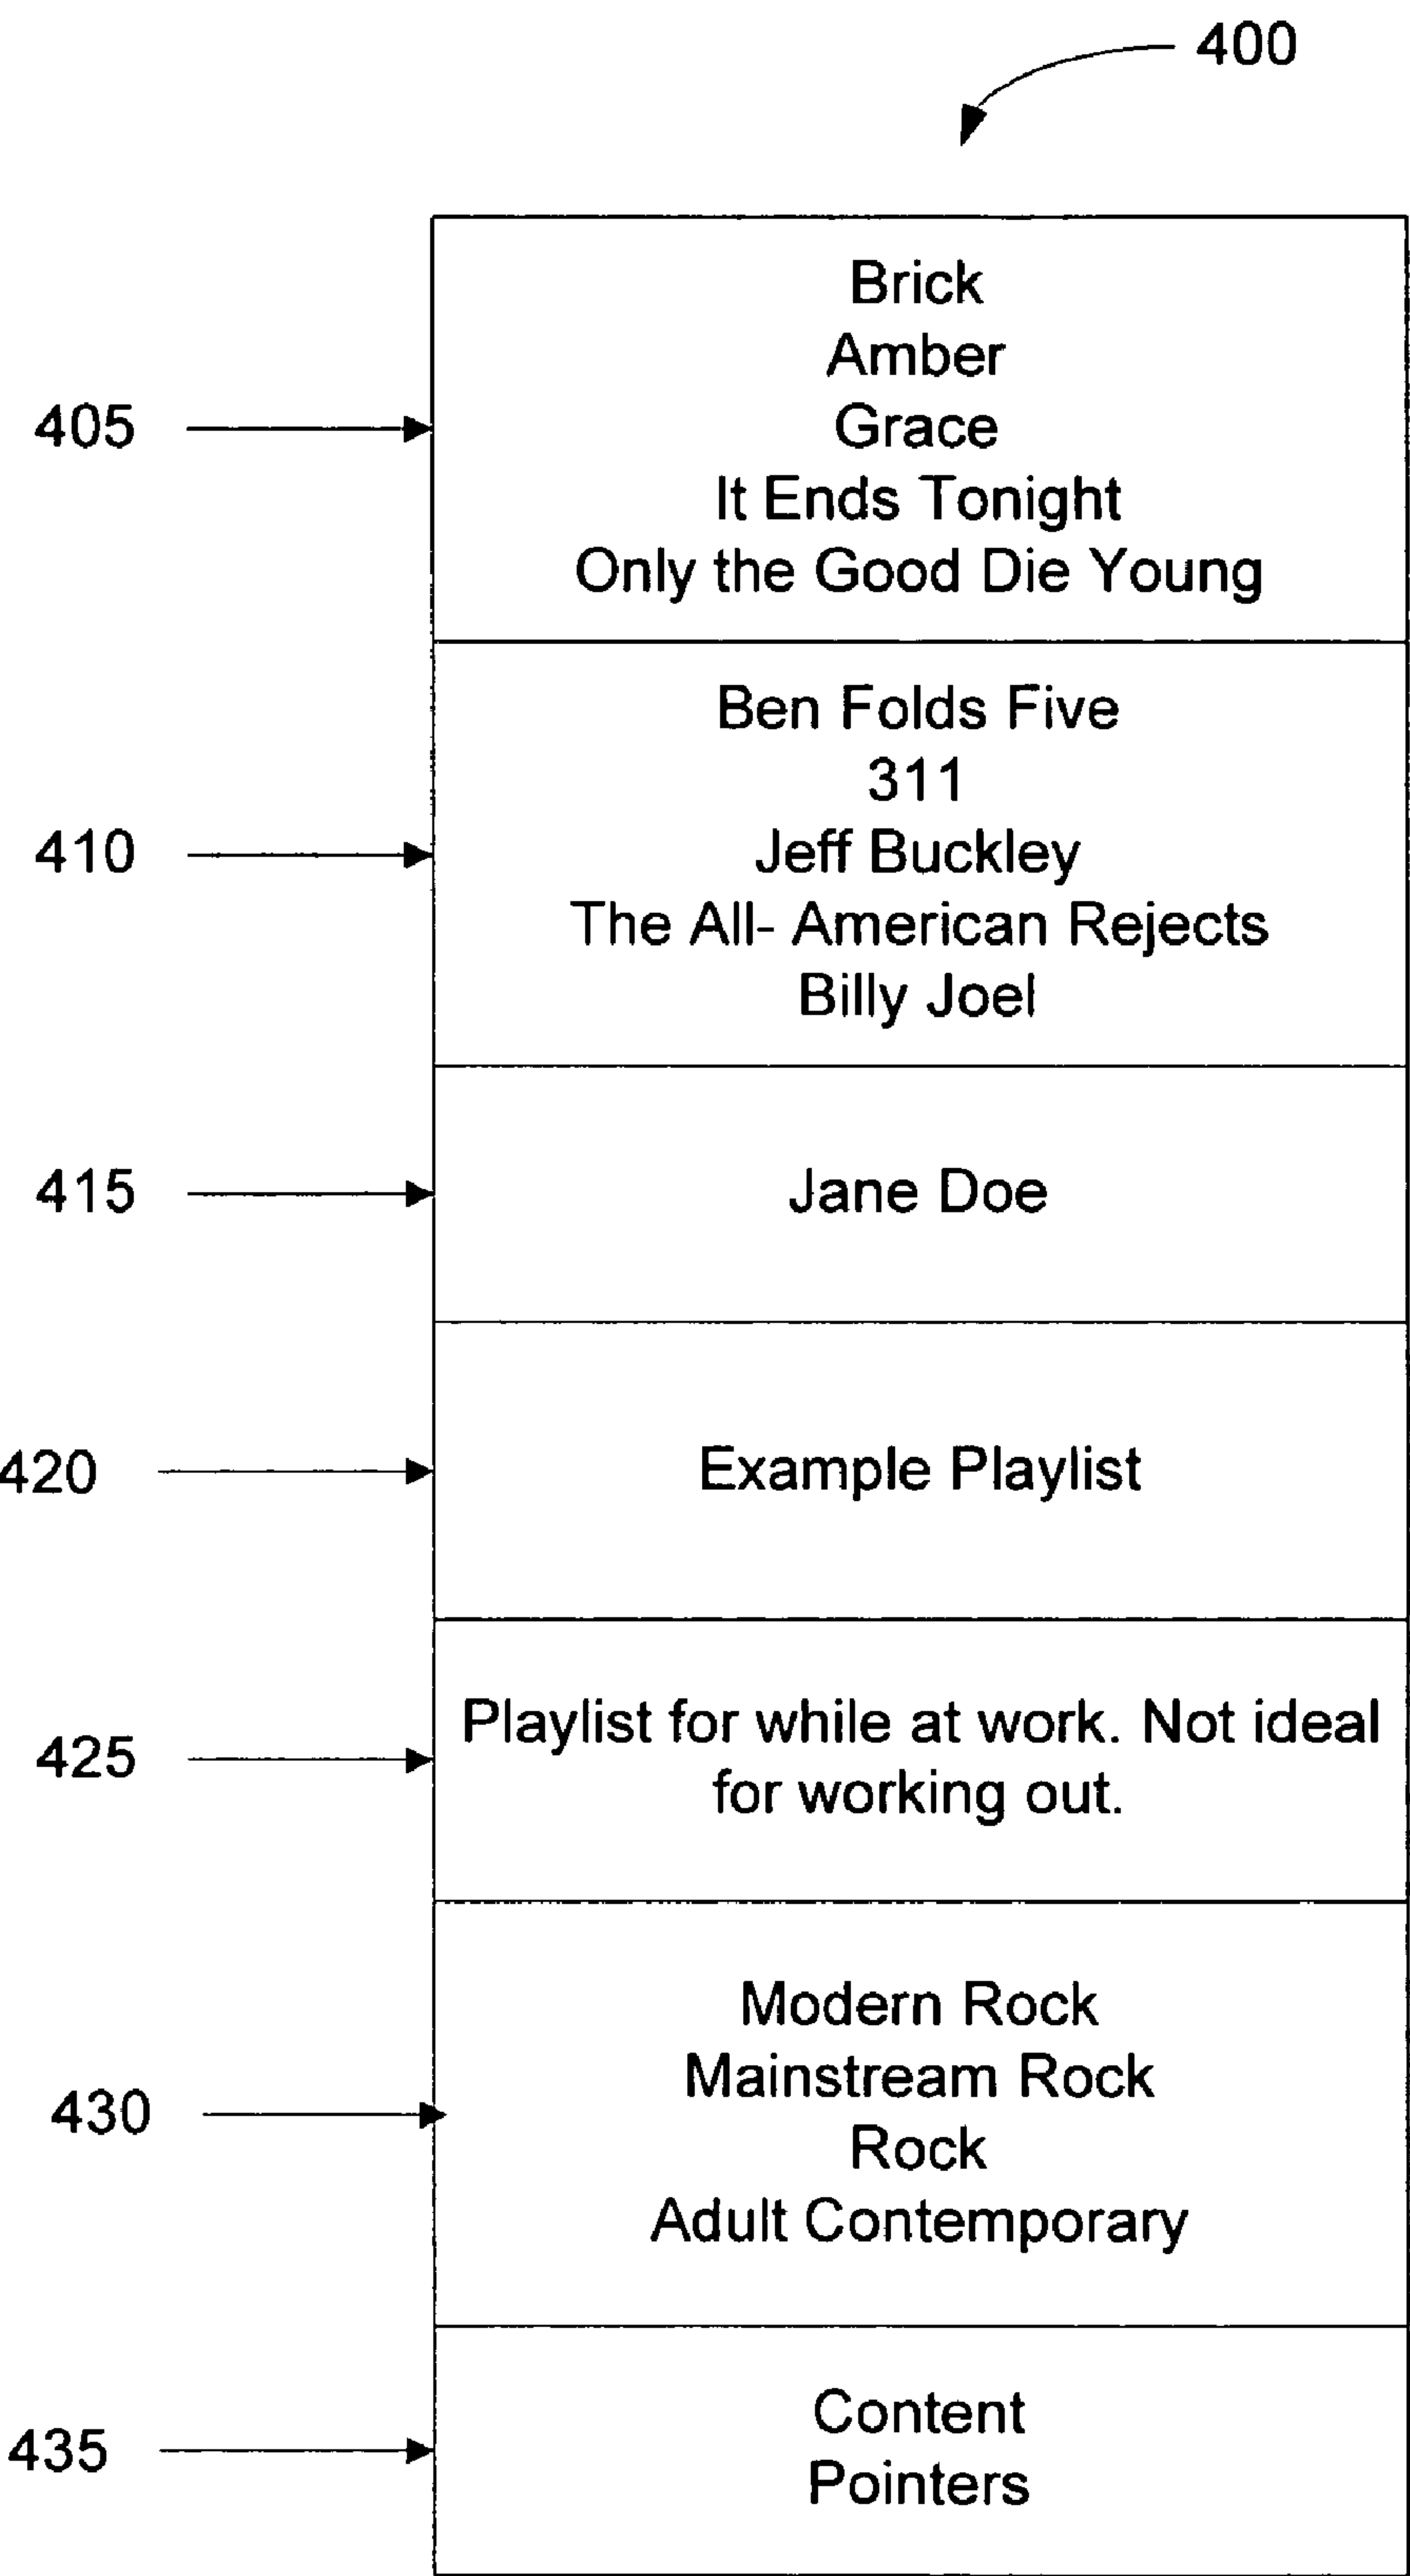 400
Brick
Amber
405
Grace
It Ends Tonight
Only the Good Die Young
Ben Folds Five
311
410
Jeff Buckley
The All- American Rejects
Billy Joel
415
Jane Doe
420
Example Playlist
425
Playlist for while at work. Not ideal
for working out.
Modern Rock
Mainstream Rock
430
Rock
Adult Contemporary
435
Content
Pointers